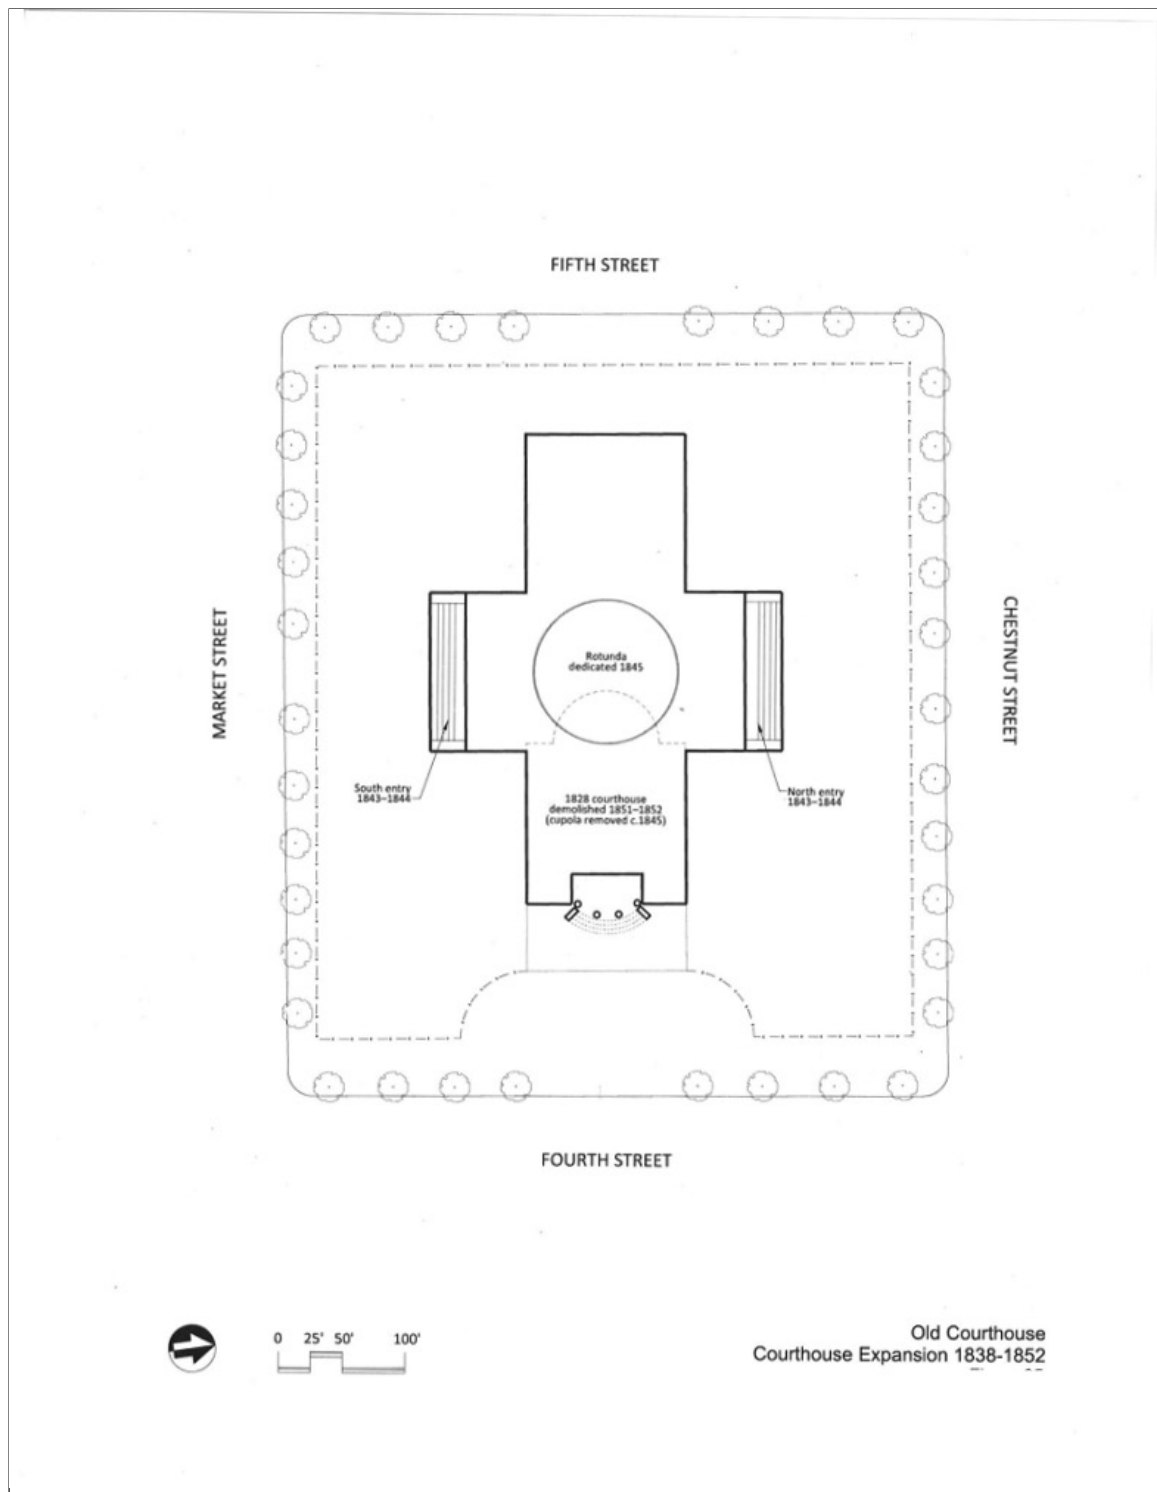 FIFTH STREET
MARKET STREET
CHESTNUT STREET
Rotunda
dedicated 1845
South entry
1843–1844
North entry
1843–1844
1828 courthouse
demolished 1851–1852
(cupola removed c.1845)
FOURTH STREET
0 25' 50' 100'
Old Courthouse
Courthouse Expansion 1838-1852